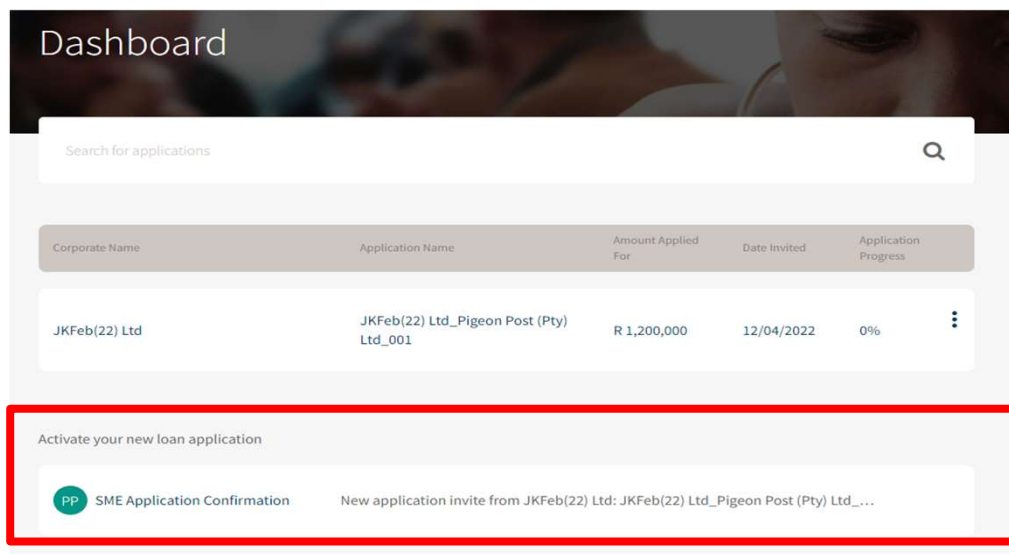 Dashboard
Search for applications
Corporate Name Application Name Amount Applied For Date Invited Application Progress
JKFeb(22) Ltd JKFeb(22) Ltd_Pigeon Post (Pty) Ltd_001 R 1,200,000 12/04/2022 0%
Activate your new loan application
PP SME Application Confirmation New application invite from JKFeb(22) Ltd: JKFeb(22) Ltd_Pigeon Post (Pty) Ltd_...